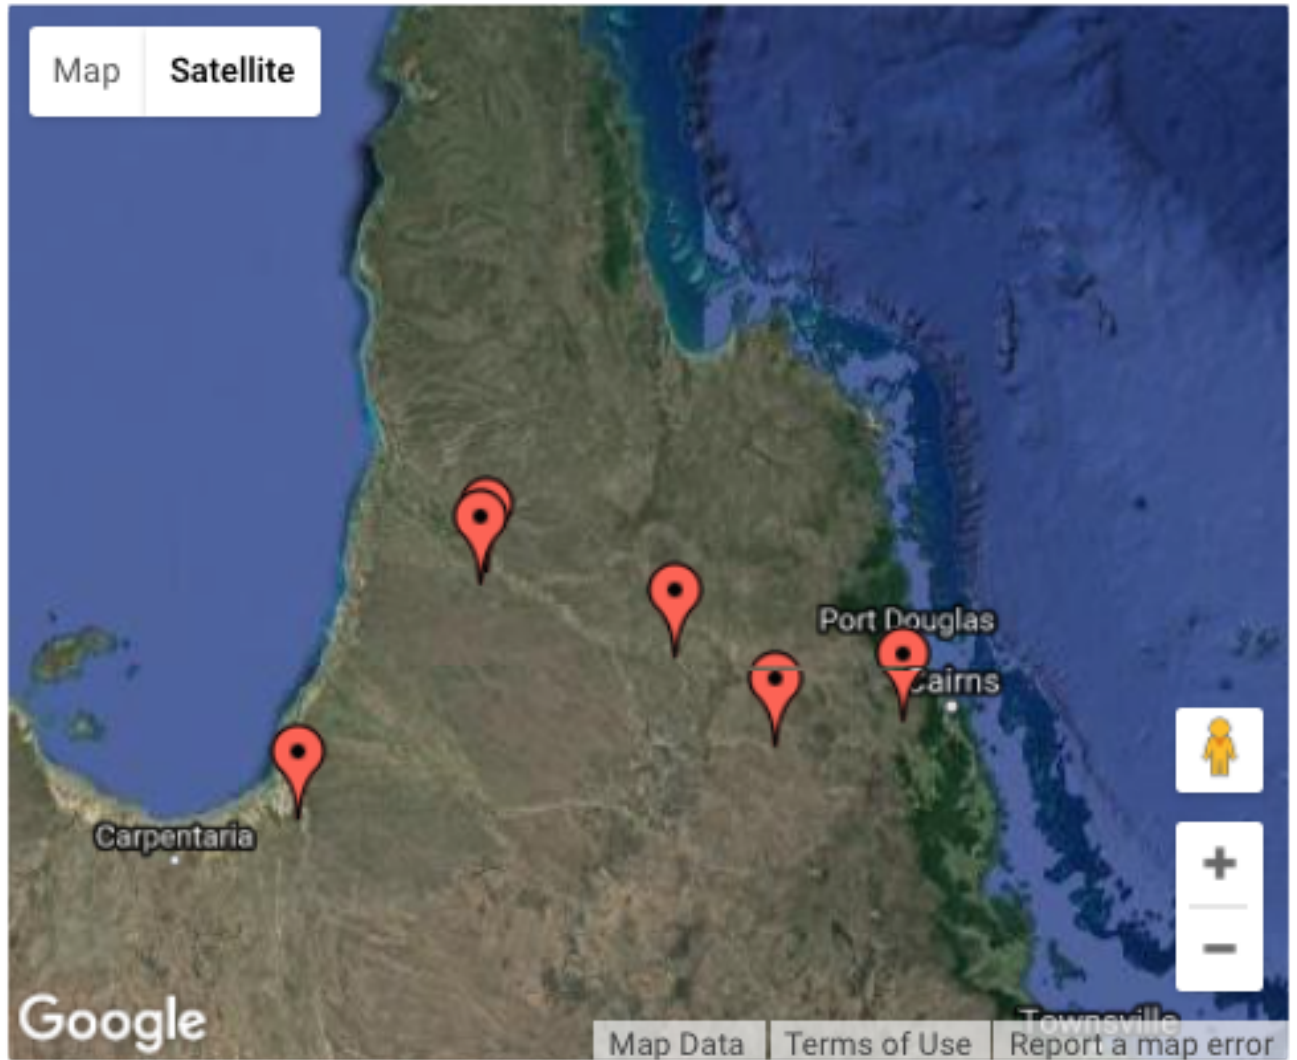 Map Satellite
Port Douglas
Cairns
Carpentaria
Townsville
Google
Map Data Terms of Use Report a map error